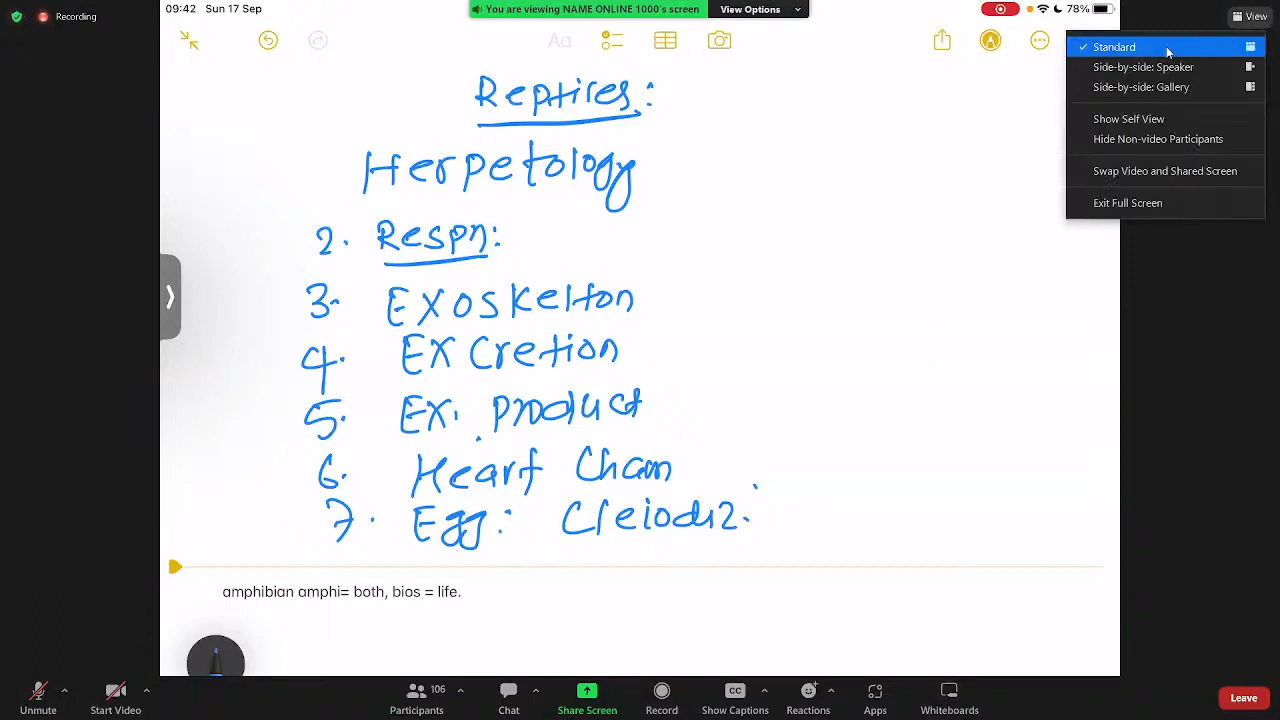 09:42 Sun 17 Sep
You are viewing NAME ONLINE 1000's screen
View Options
78%
View
Recording
Aa
Standard
Side-by-side: Speaker
Side-by-side: Gallery
Show Self View
Hide Non-video Participants
Swap Video and Shared Screen
Exit Full Screen
Reptires:
Herpetology
2. Respn:
3. Exoskelton
4. Excretion
5. Ex. product
6. Heart Cham
7. Egg:
amphibian amphi= both, bios = life.
Unmute
Start Video
Participants 106
Chat
Share Screen
Record
CC
Show Captions
Reactions
Apps
Whiteboards
Leave